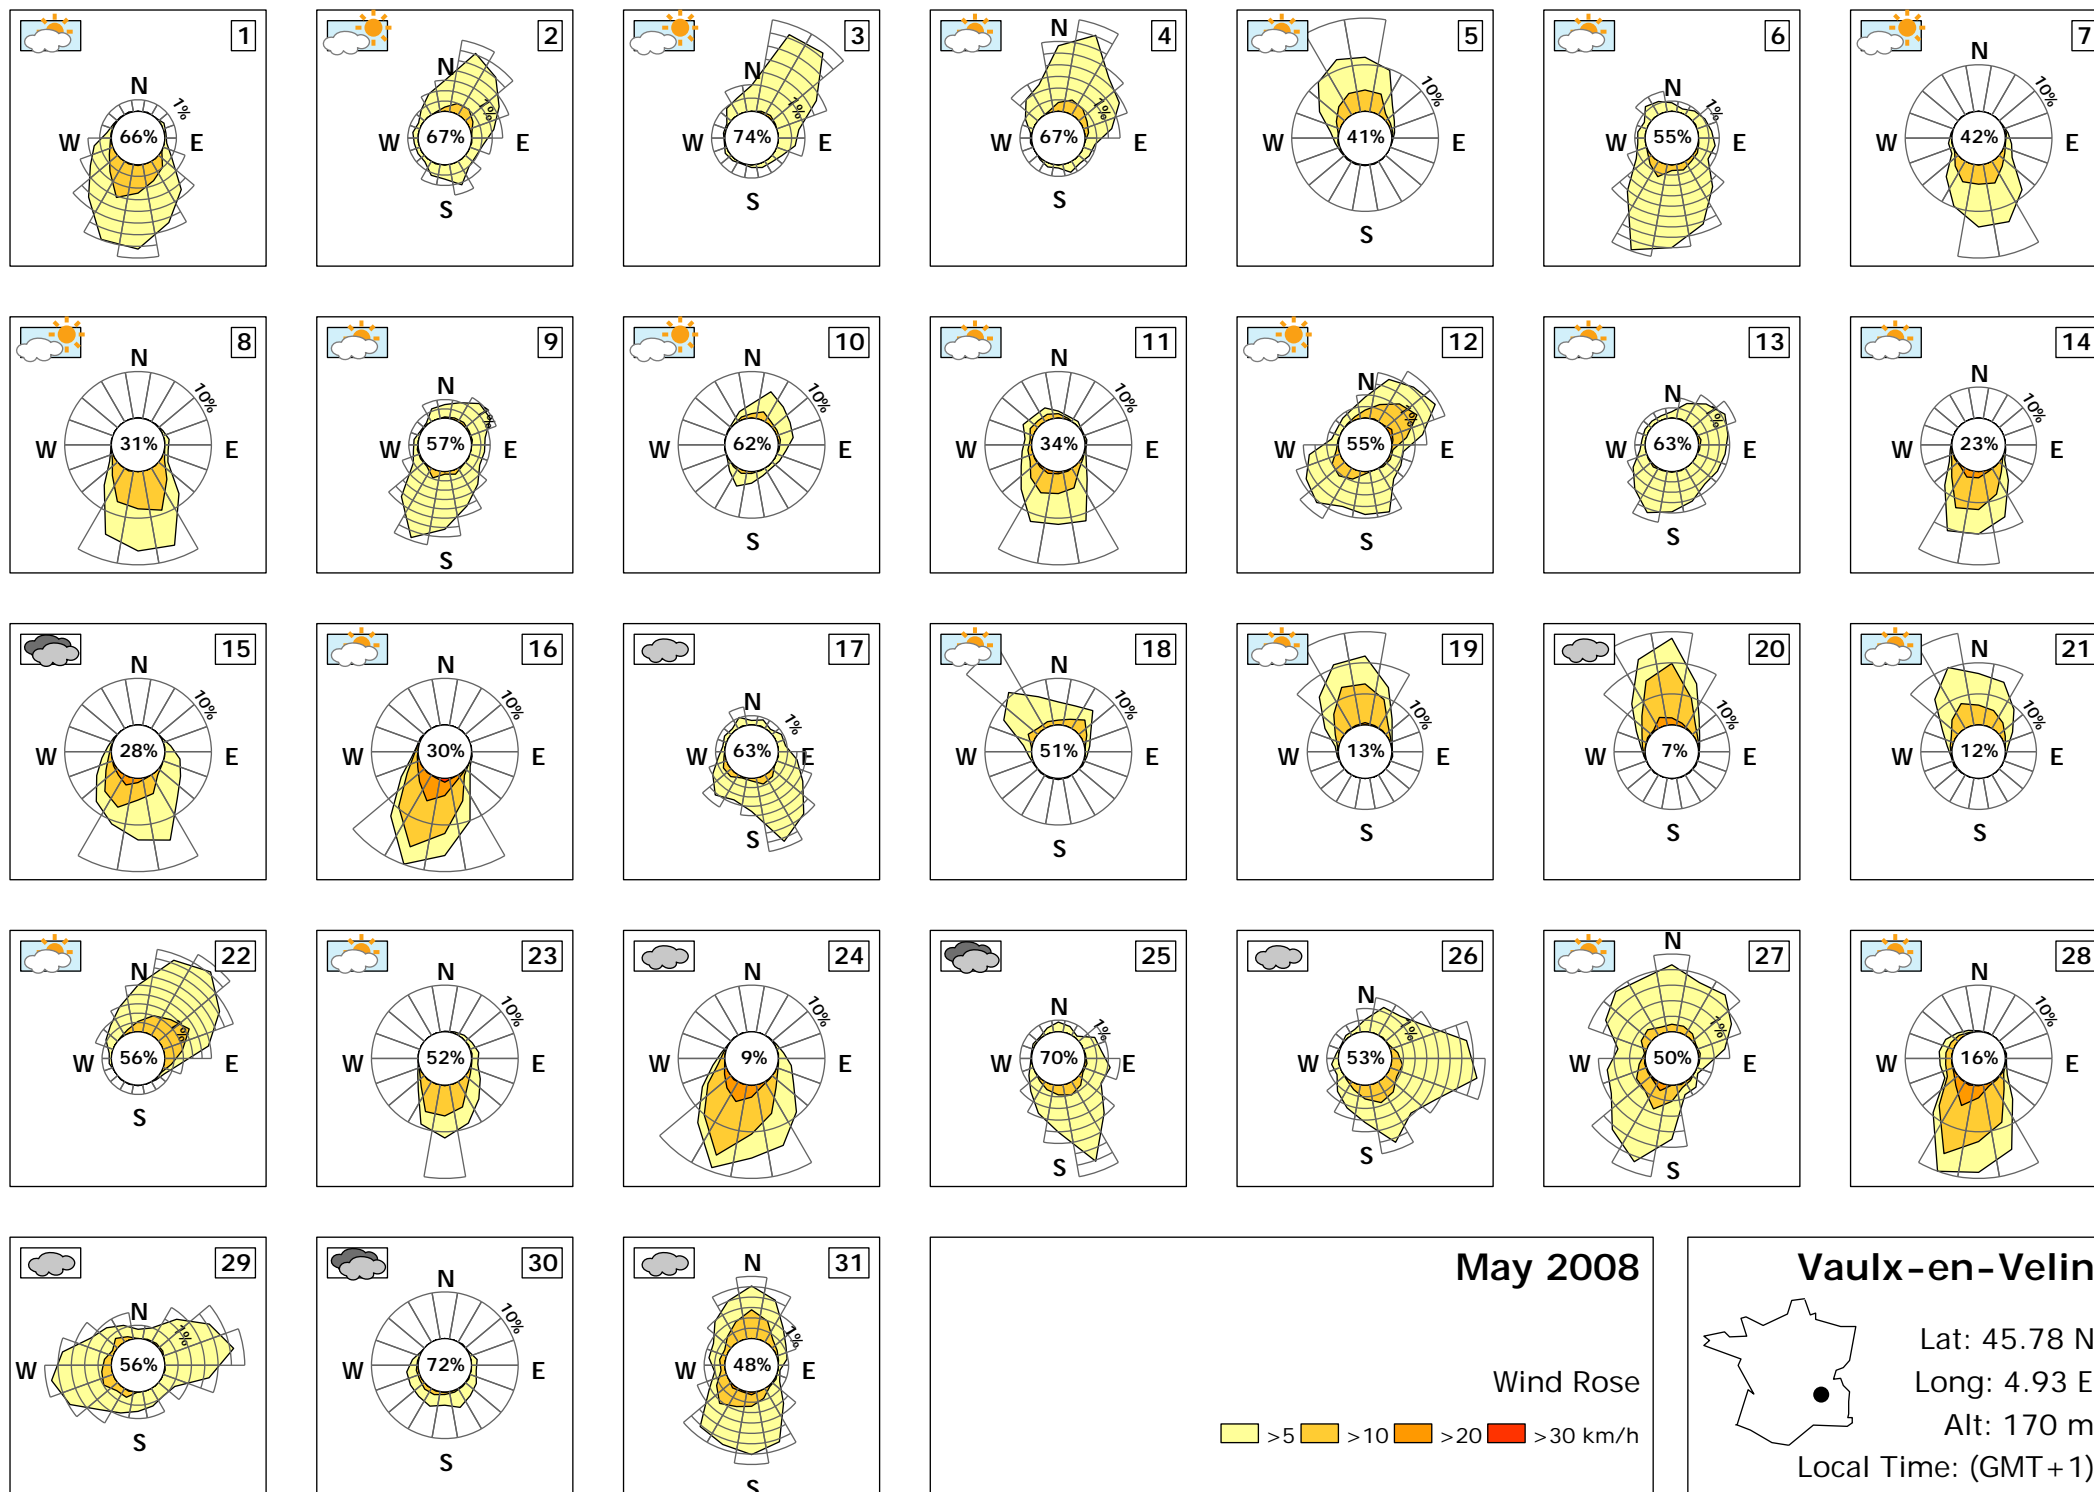 1
N
1%
W 66% E
2
N
1%
W 67% E
S
3
N
1%
W 74% E
S
4
N
1%
W 67% E
S
5
10%
W 41% E
S
6
N
1%
W 55% E
7
N
10%
W 42% E
8
N
10%
W 31% E
9
N
1%
W 57% E
S
10
N
10%
W 62% E
S
11
N
10%
W 34% E
12
N
1%
W 55% E
S
13
N
1%
W 63% E
S
14
N
10%
W 23% E
15
N
10%
W 28% E
16
N
10%
W 30% E
17
N
1%
W 63% E
S
18
N
10%
W 51% E
S
19
10%
W 13% E
S
20
10%
W 7% E
S
21
10%
W 12% E
S
22
N
1%
W 56% E
S
23
N
10%
W 52% E
24
N
10%
W 9% E
25
N
1%
W 70% E
S
26
N
1%
W 53% E
S
27
N
1%
W 50% E
S
28
N
10%
W 16% E
29
N
1%
W 56% E
S
30
N
10%
W 72% E
S
31
N
1%
W 48% E
S
May 2008
Wind Rose
>5 >10 >20 >30 km/h
Vaulx-en-Velin
Lat: 45.78 N
Long: 4.93 E
Alt: 170 m
Local Time: (GMT+1)